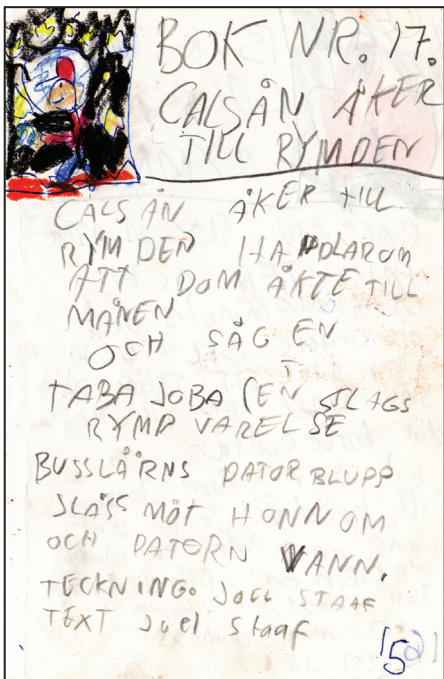 BOK NR. 17.
CALSÅN ÅKER
TILL RYMDEN
CALSÅN ÅKER TILL
RYMDEN HANDLAR OM
ATT DOM ÅKTE TILL
MÅNEN
OCH SÅG EN
TABA JOBA (EN SLAGS
RYMD VARELSE
BUSSLÅRNS DATOR BLUPP
SLÅSS MOT HONNOM
OCH DATORN VANN.
TECKNING. JOEL STAAF
TEXT Joel Staaf